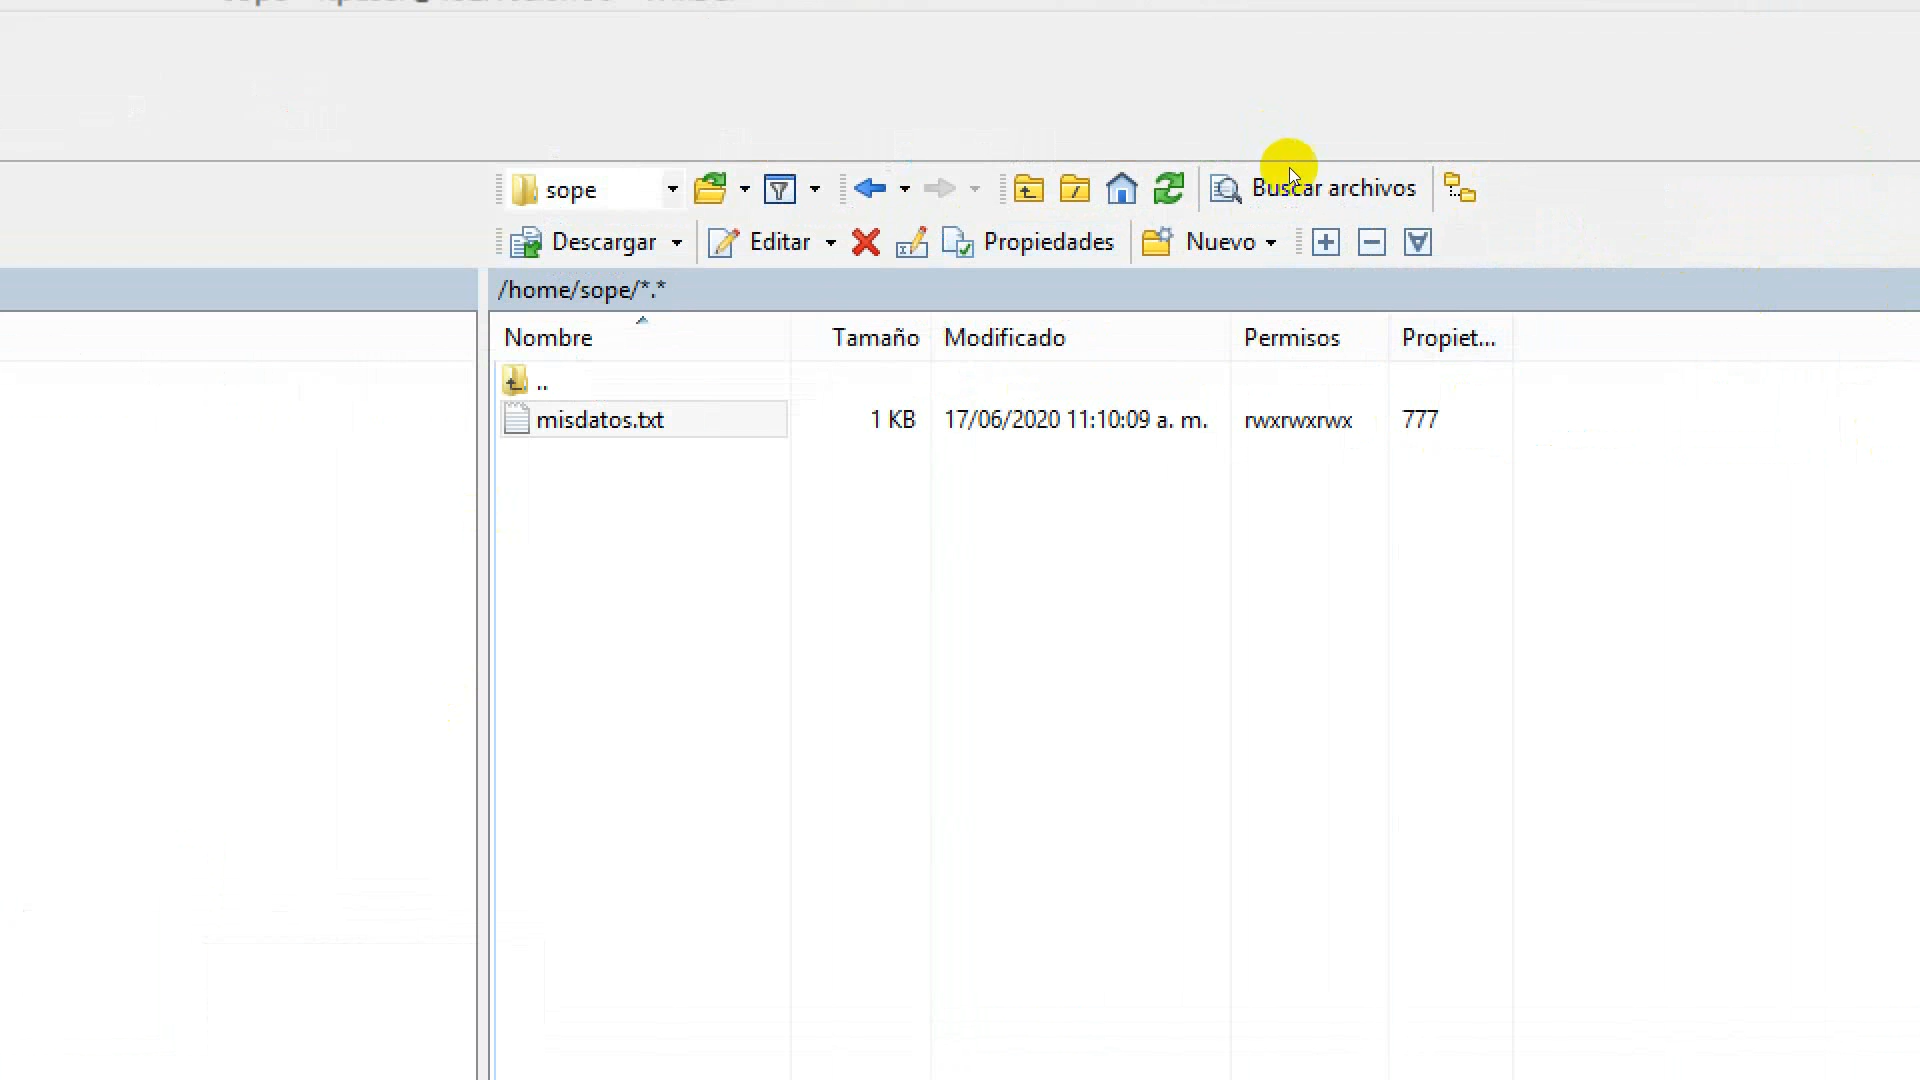 sope
Buscar archivos
Descargar Editar Propiedades Nuevo
/home/sope/*.*
Nombre Tamaño Modificado Permisos Propiet...
..
misdatos.txt 1 KB 17/06/2020 11:10:09 a. m. rwxrwxrwx 777